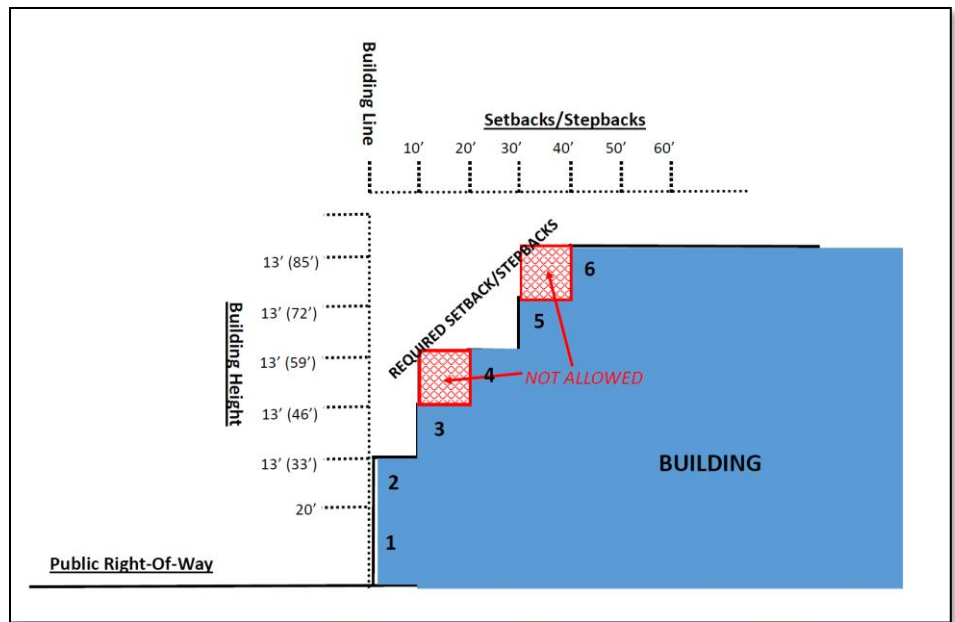 Building Line
Setbacks/Stepbacks
10’ 20’ 30’ 40’ 50’ 60’
REQUIRED SETBACK/STEPBACKS
Building Height
13’ (85’)
13’ (72’)
13’ (59’)
13’ (46’)
13’ (33’)
20’
6
5
4
NOT ALLOWED
3
2
1
BUILDING
Public Right-Of-Way